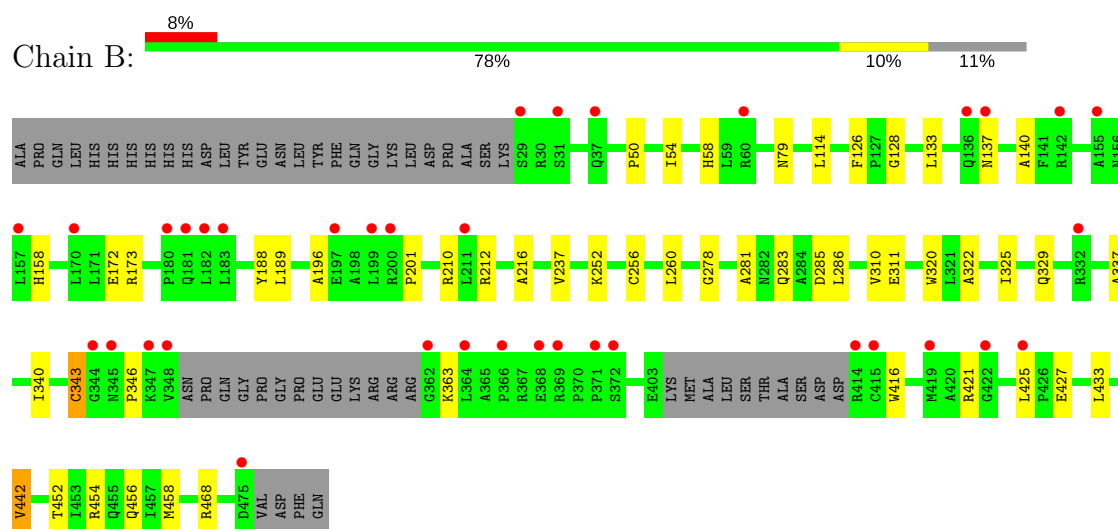 8%
Chain B:
78% 10% 11%
ALA PRO GLN LEU HIS HIS HIS HIS HIS HIS ASP LEU TYR GLU ASN LEU TYR PHE GLN GLY LYS LEU ASP PRO ALA SER LYS S29 R30 S31 Q37 P50 I54 H58 L59 R60 N79 L114 F126 P127 G128 L133 Q136 N137 A140 F141 R142 A155 N156
L157 H158 L170 L171 E172 R173 P180 Q181 L182 L183 Y188 L189 A196 E197 A198 L199 R200 P201 R210 L211 R212 A216 V237 K252 C256 L260 G278 A281 N282 Q283 A284 D285 L286 V310 E311 W320 L321 A322 I325 Q329 R332 A337
I340 C343 G344 N345 P346 K347 V348 ASN PRO GLN GLY PRO GLY PRO GLU GLU LYS ARG ARG ARG G362 K363 L364 A365 P366 R367 E368 R369 P370 P371 S372 E403 LYS MET ALA LEU SER THR ALA SER ASP ASP R414 C415 W416 M419 A420 R421 G422 L425 P426 E427 L433
V442 T452 I453 R454 Q455 Q456 I457 M458 R468 D475 VAL ASP PHE GLN